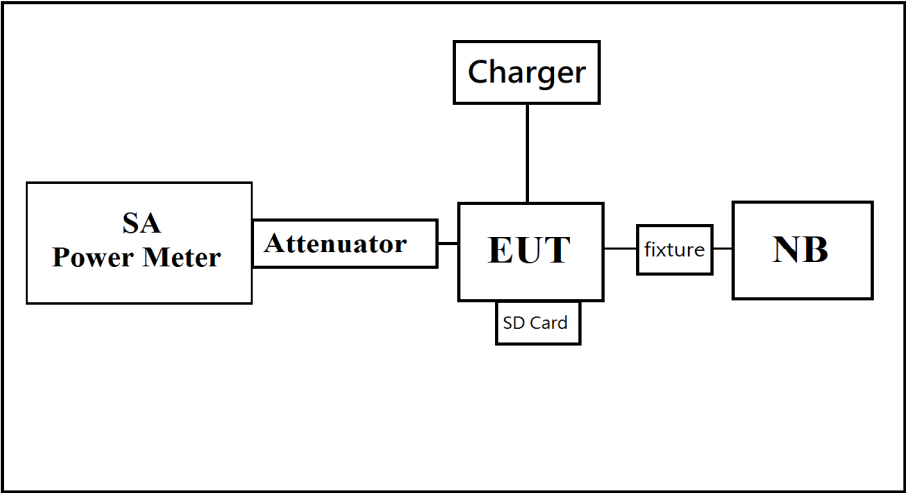 Charger
SA
Power Meter
Attenuator
EUT
fixture
NB
SD Card